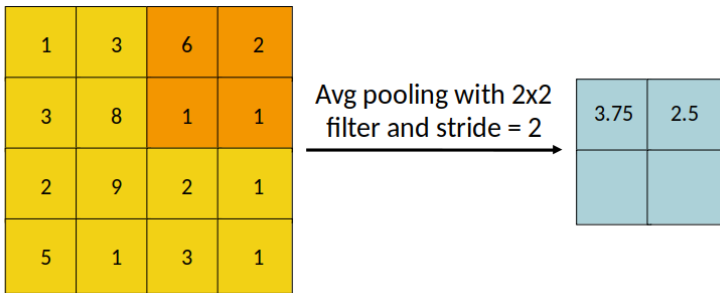 1 3 6 2
3 8 1 1
2 9 2 1
5 1 3 1
Avg pooling with 2x2
filter and stride = 2
3.75 2.5